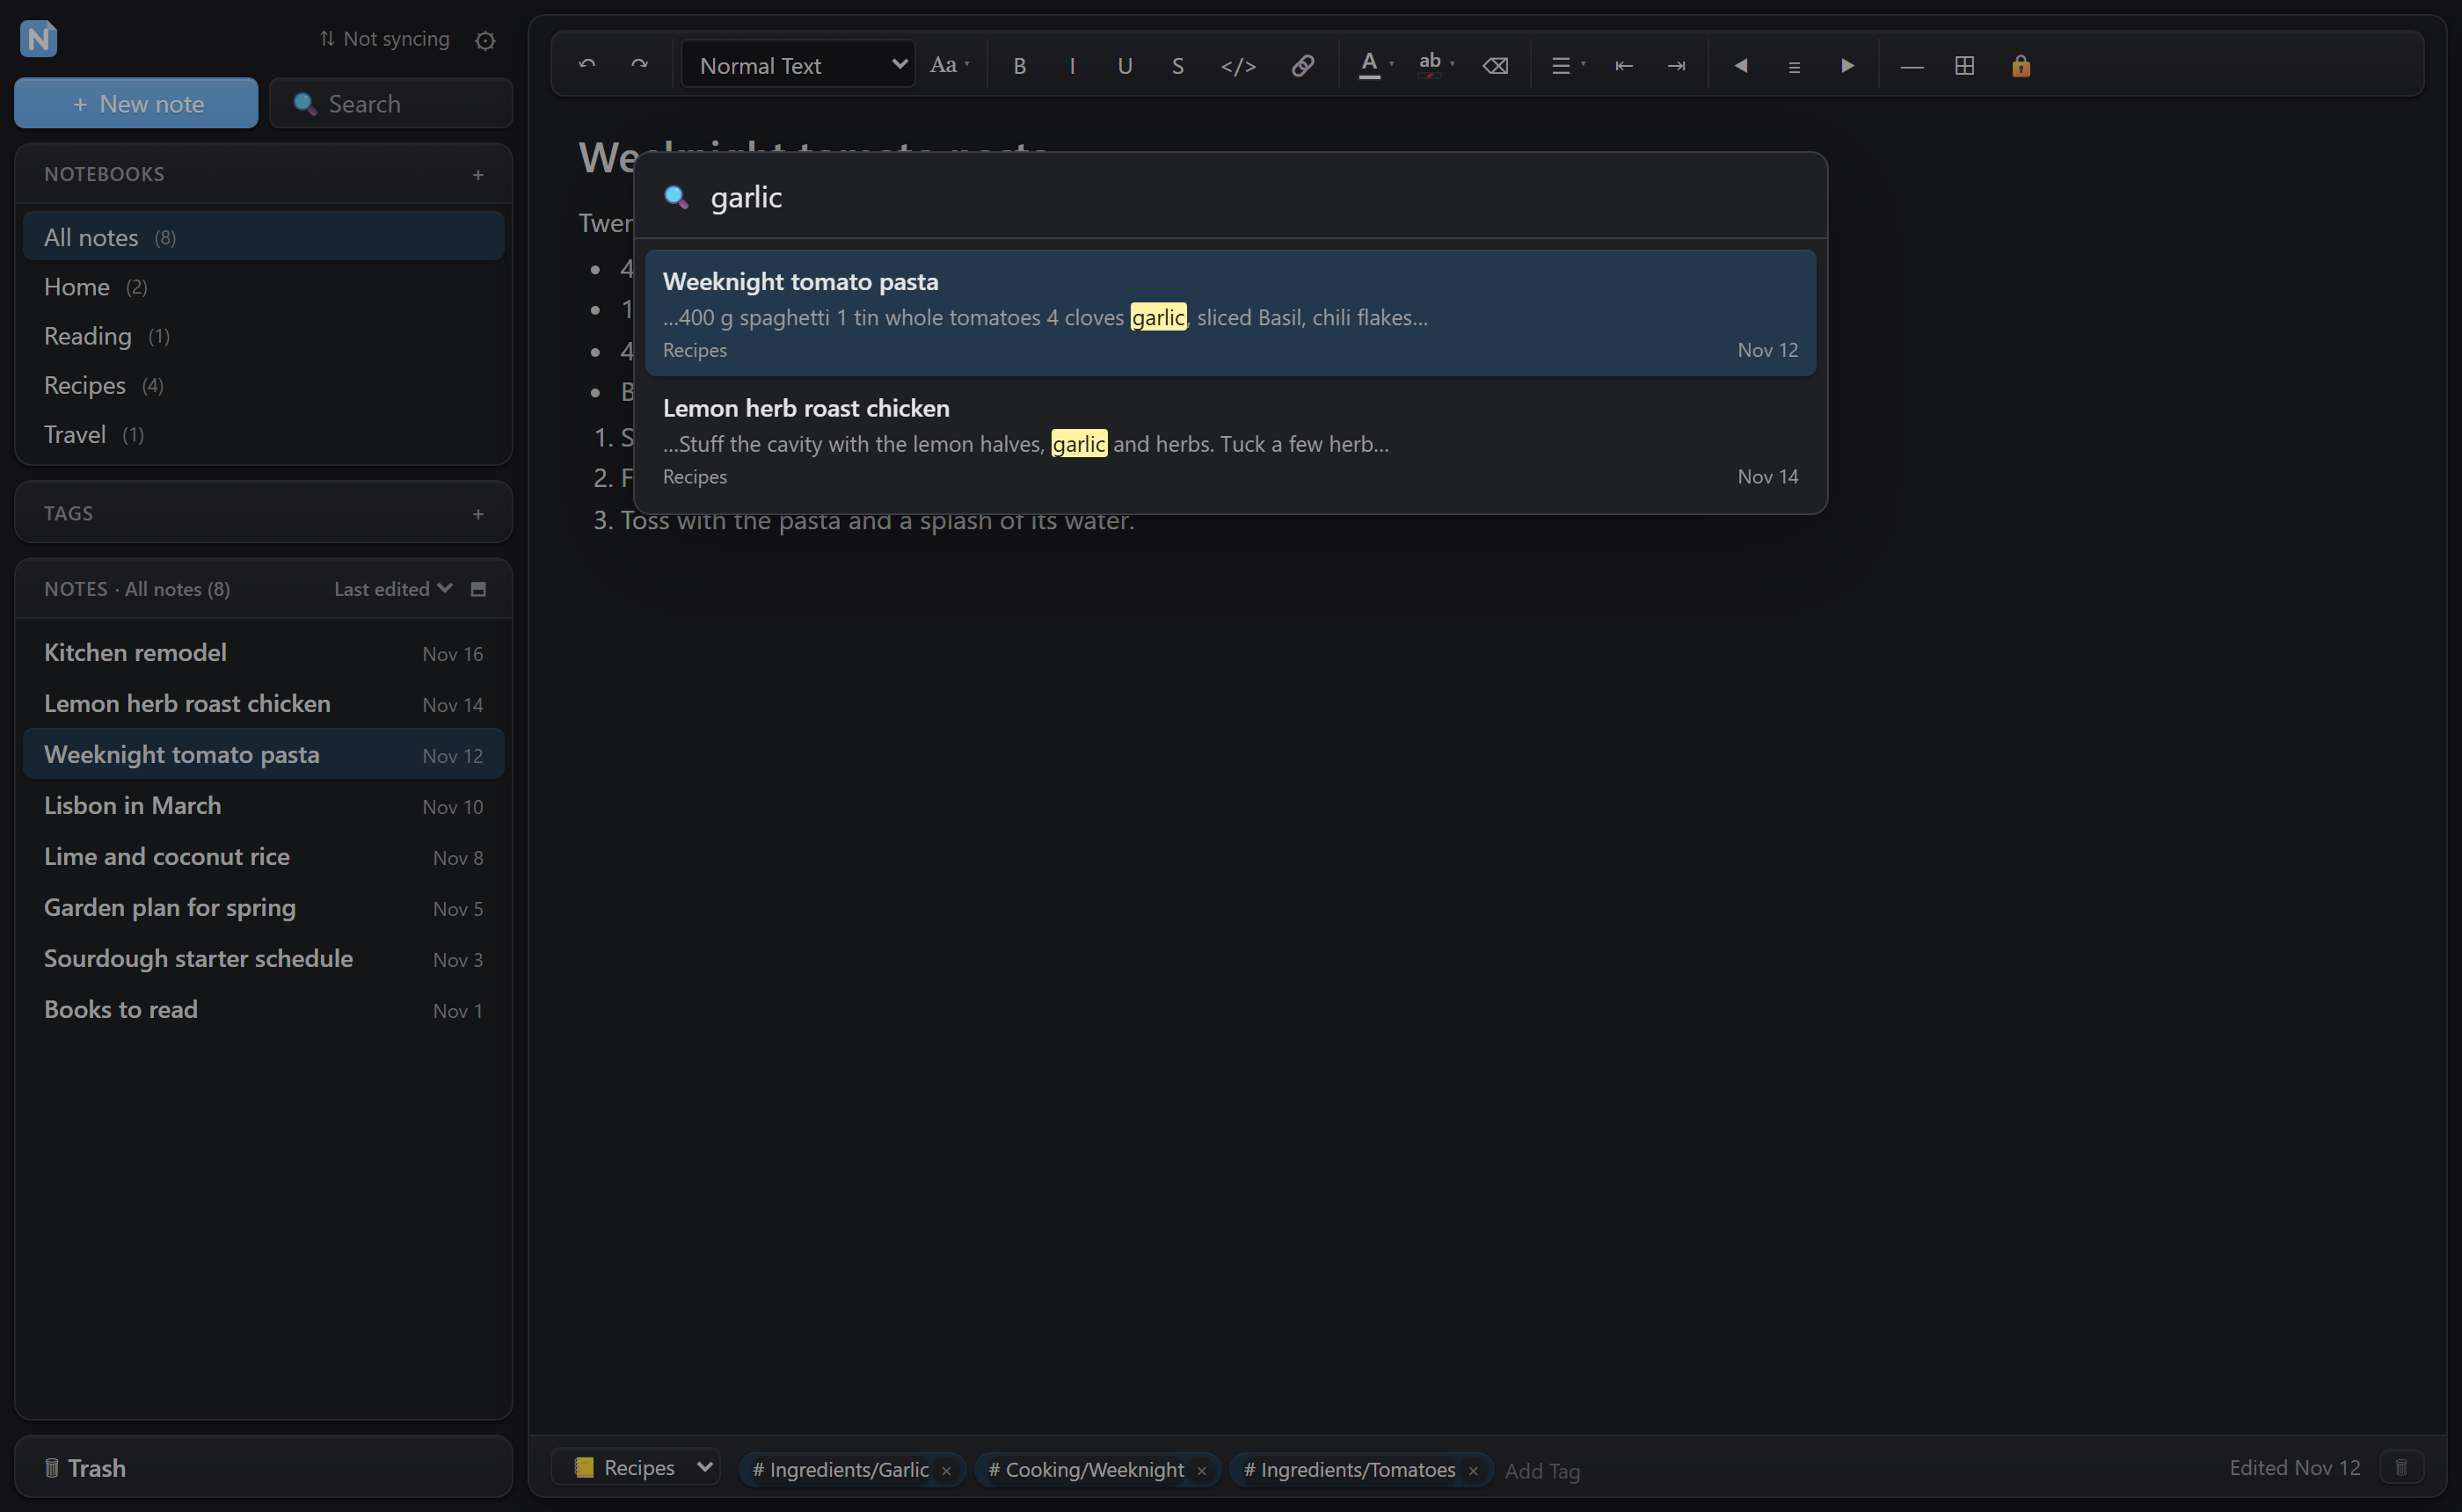 N
Not syncing
+ New note
Search
NOTEBOOKS +
All notes (8)
Home (2)
Reading (1)
Recipes (4)
Travel (1)
TAGS +
NOTES · All notes (8) Last edited
Kitchen remodel Nov 16
Lemon herb roast chicken Nov 14
Weeknight tomato pasta Nov 12
Lisbon in March Nov 10
Lime and coconut rice Nov 8
Garden plan for spring Nov 5
Sourdough starter schedule Nov 3
Books to read Nov 1
Trash
Normal Text Aa B I U S </> A ab
garlic
Weeknight tomato pasta
...400 g spaghetti 1 tin whole tomatoes 4 cloves garlic, sliced Basil, chili flakes...
Recipes Nov 12
Lemon herb roast chicken
...Stuff the cavity with the lemon halves, garlic and herbs. Tuck a few herb...
Recipes Nov 14
3. Toss with the pasta and a splash of its water.
Recipes # Ingredients/Garlic × # Cooking/Weeknight × # Ingredients/Tomatoes × Add Tag Edited Nov 12